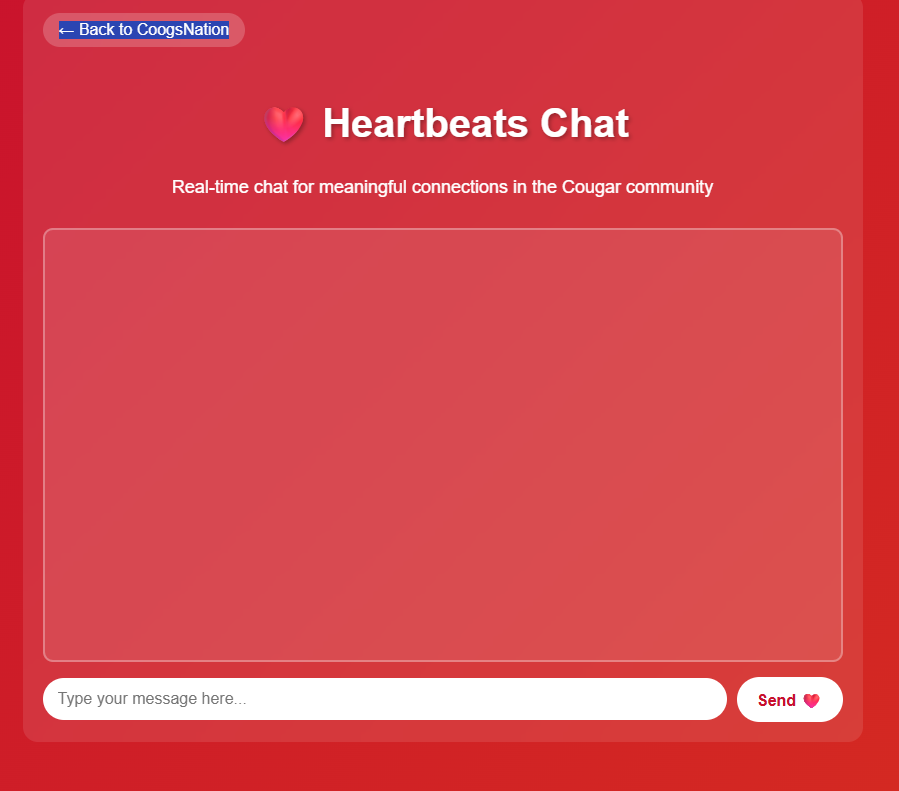 ← Back to CoogsNation
Heartbeats Chat
Real-time chat for meaningful connections in the Cougar community
Type your message here...
Send